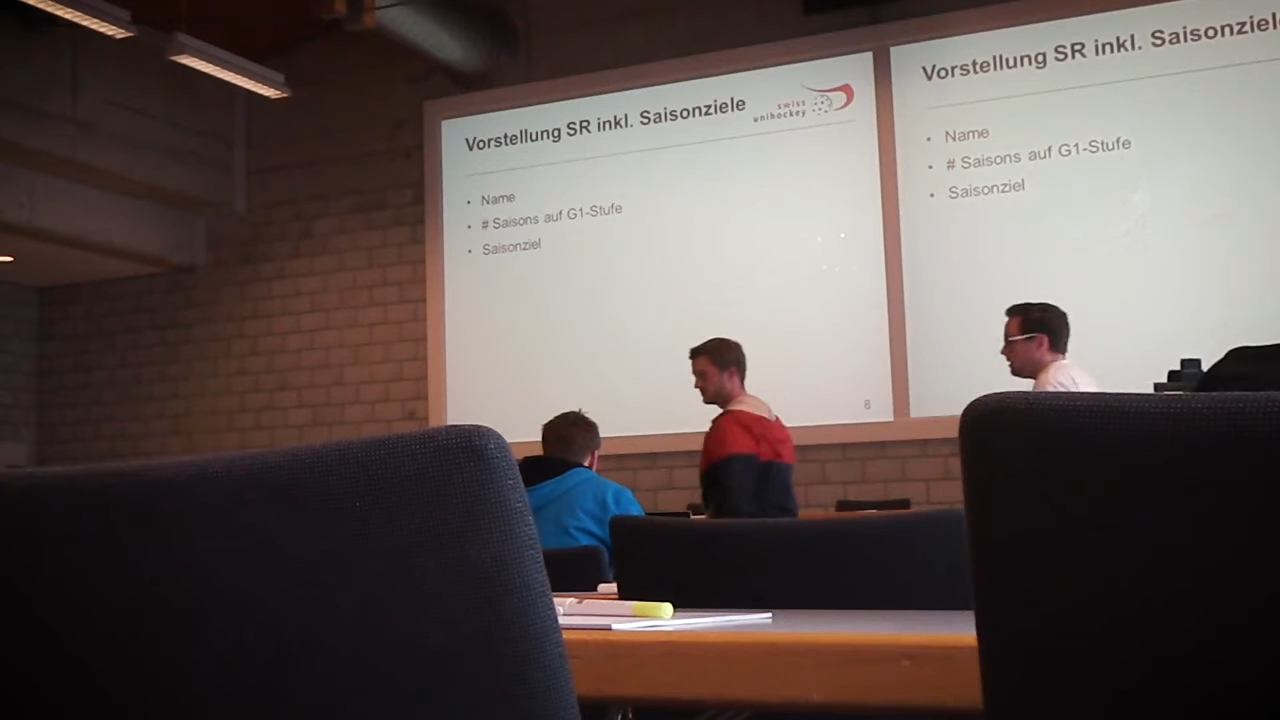 Vorstellung SR inkl. Saisonziele
swiss
unihockey
• Name
• # Saisons auf G1-Stufe
• Saisonziel
8
Vorstellung SR inkl. Saisonziel
• Name
• # Saisons auf G1-Stufe
• Saisonziel